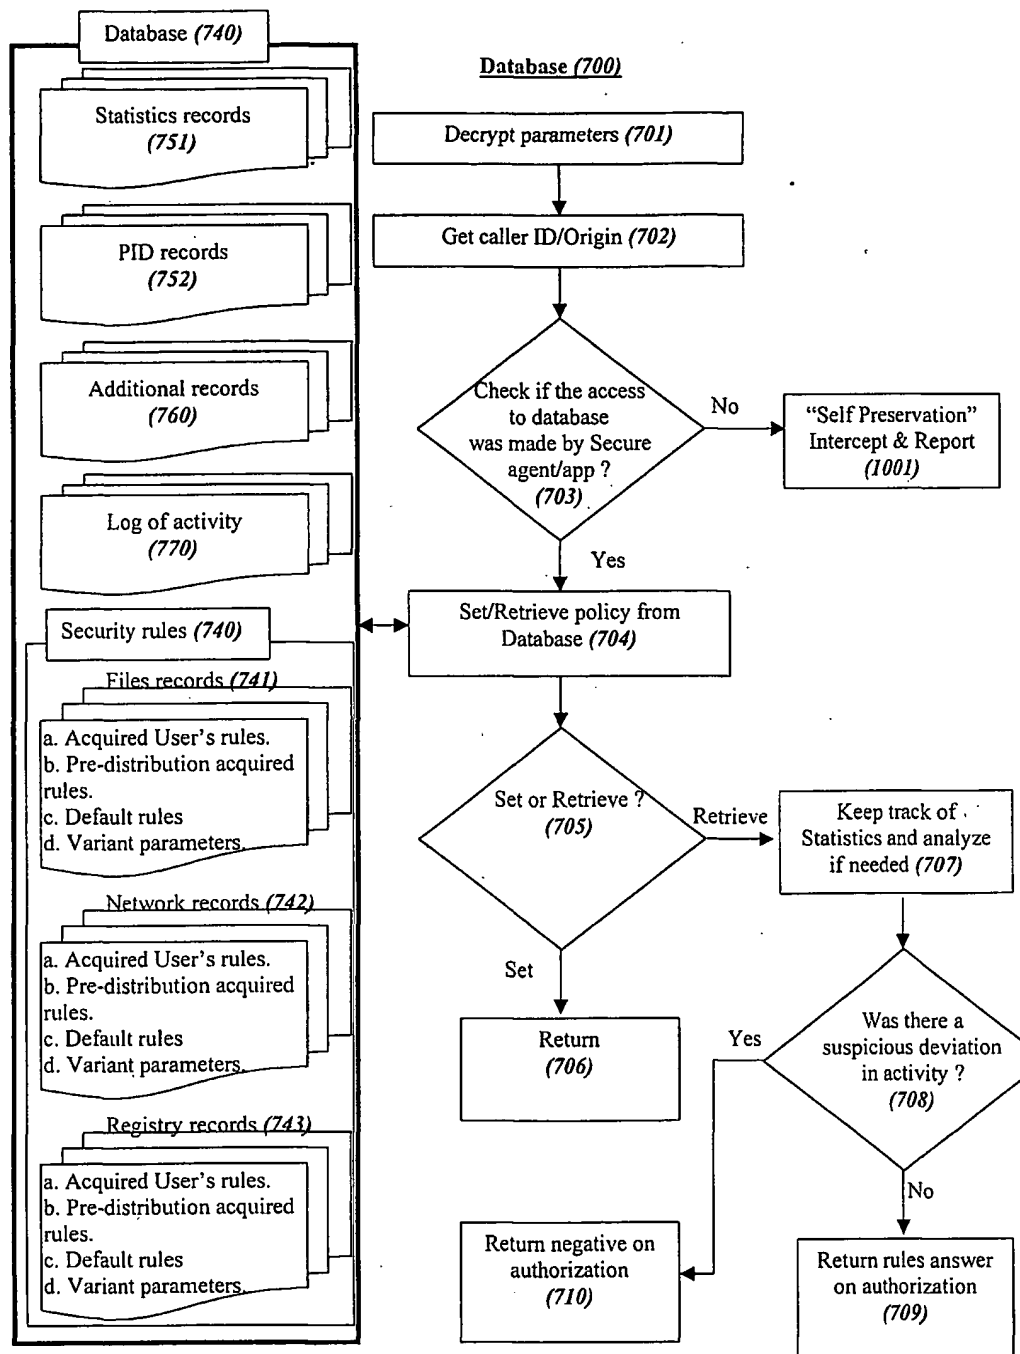 Database (740)
Statistics records
(751)
PID records
(752)
Additional records
(760)
Log of activity
(770)
Security rules (740)
Files records (741)
a. Acquired User's rules.
b. Pre-distribution acquired
rules.
c. Default rules
d. Variant parameters.
Network records (742)
a. Acquired User's rules.
b. Pre-distribution acquired
rules.
c. Default rules
d. Variant parameters.
Registry records (743)
a. Acquired User's rules.
b. Pre-distribution acquired
rules.
c. Default rules
d. Variant parameters.
Database (700)
Decrypt parameters (701)
Get caller ID/Origin (702)
Check if the access
to database
was made by Secure
agent/app ?
(703)
No
"Self Preservation"
Intercept & Report
(1001)
Yes
Set/Retrieve policy from
Database (704)
Set or Retrieve ?
(705)
Retrieve
Keep track of
Statistics and analyze
if needed (707)
Set
Return
(706)
Was there a
suspicious deviation
in activity ?
(708)
Yes
No
Return negative on
authorization
(710)
Return rules answer
on authorization
(709)